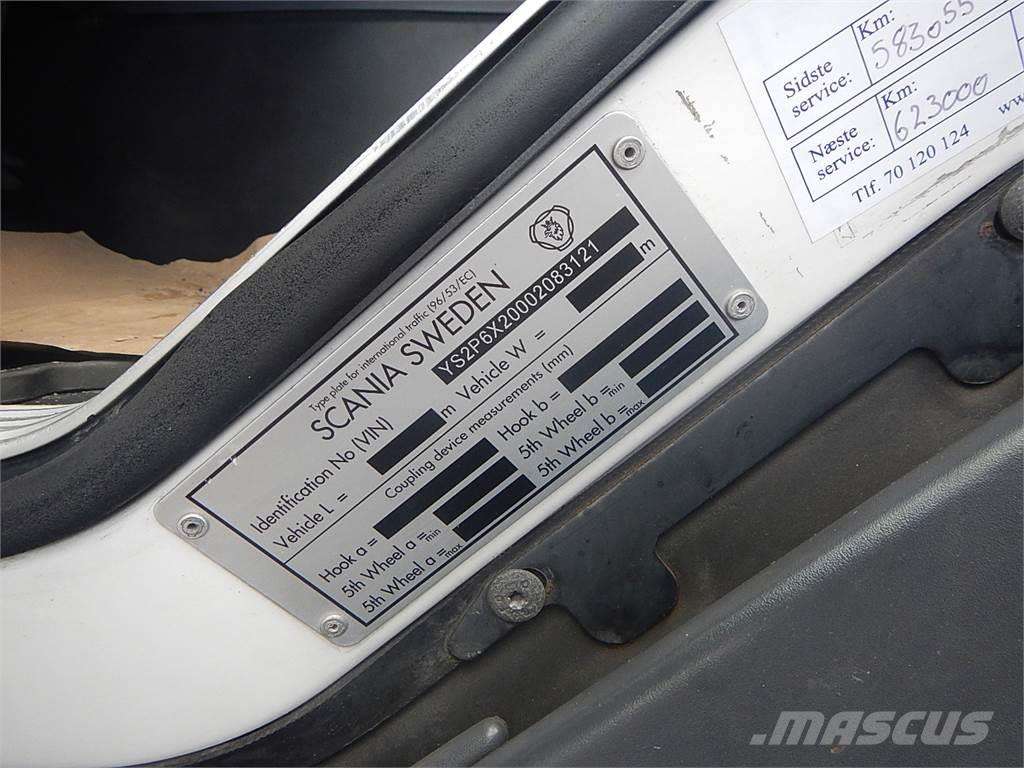 Type plate for international traffic (96/53/EC)
SCANIA SWEDEN
Identification No (VIN) YS2P6X20002083121
Vehicle L = m Vehicle W = m
Coupling device measurements (mm)
Hook a = Hook b =
5th Wheel a min = 5th Wheel b min =
5th Wheel a max = 5th Wheel b max =
Km:
Sidste service: 583055
Km:
Næste service: 623000
Tlf. 70 120 124 ww
MASCUS